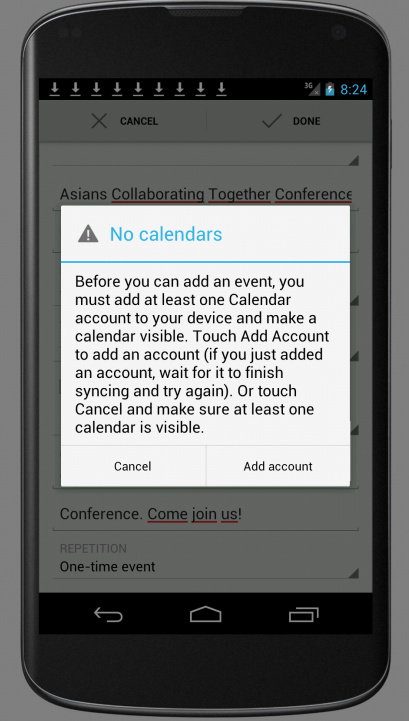 3G 8:24
CANCEL DONE
Asians Collaborating Together Conference
No calendars
Before you can add an event, you
must add at least one Calendar
account to your device and make a
calendar visible. Touch Add Account
to add an account (if you just added
an account, wait for it to finish
syncing and try again). Or touch
Cancel and make sure at least one
calendar is visible.
Cancel Add account
Conference. Come join us!
REPETITION
One-time event